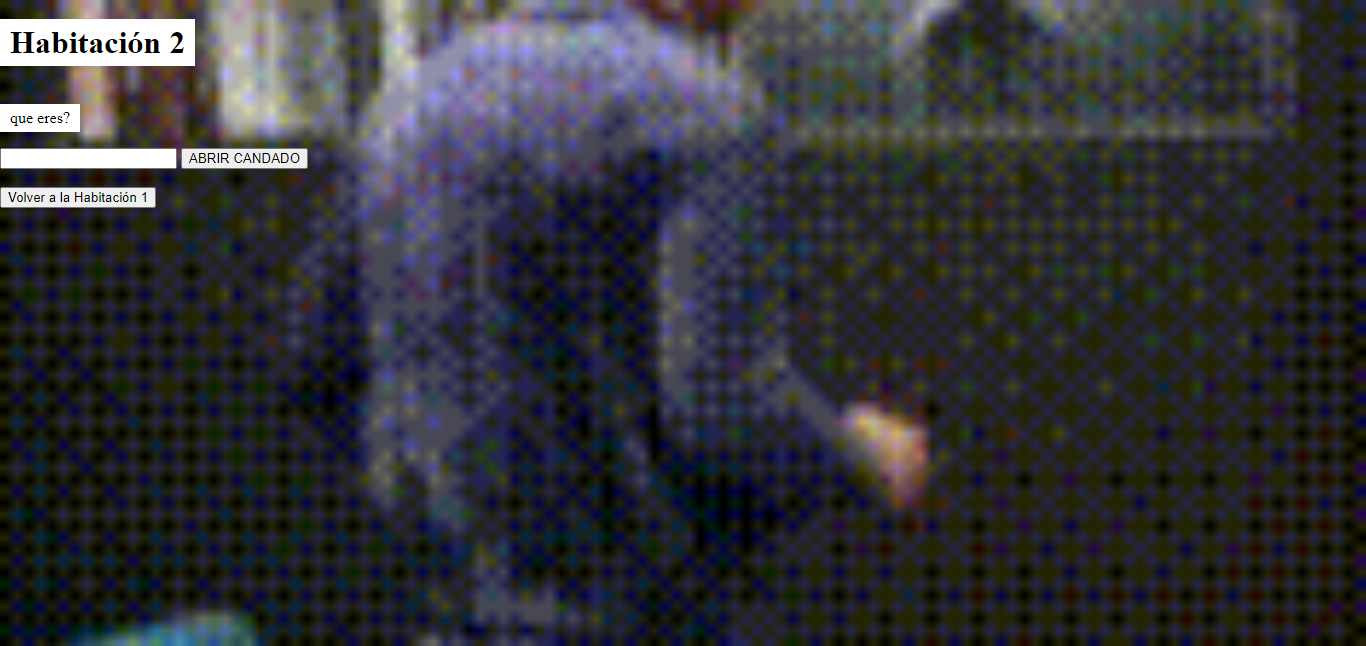 Habitación 2
que eres?
ABRIR CANDADO
Volver a la Habitación 1